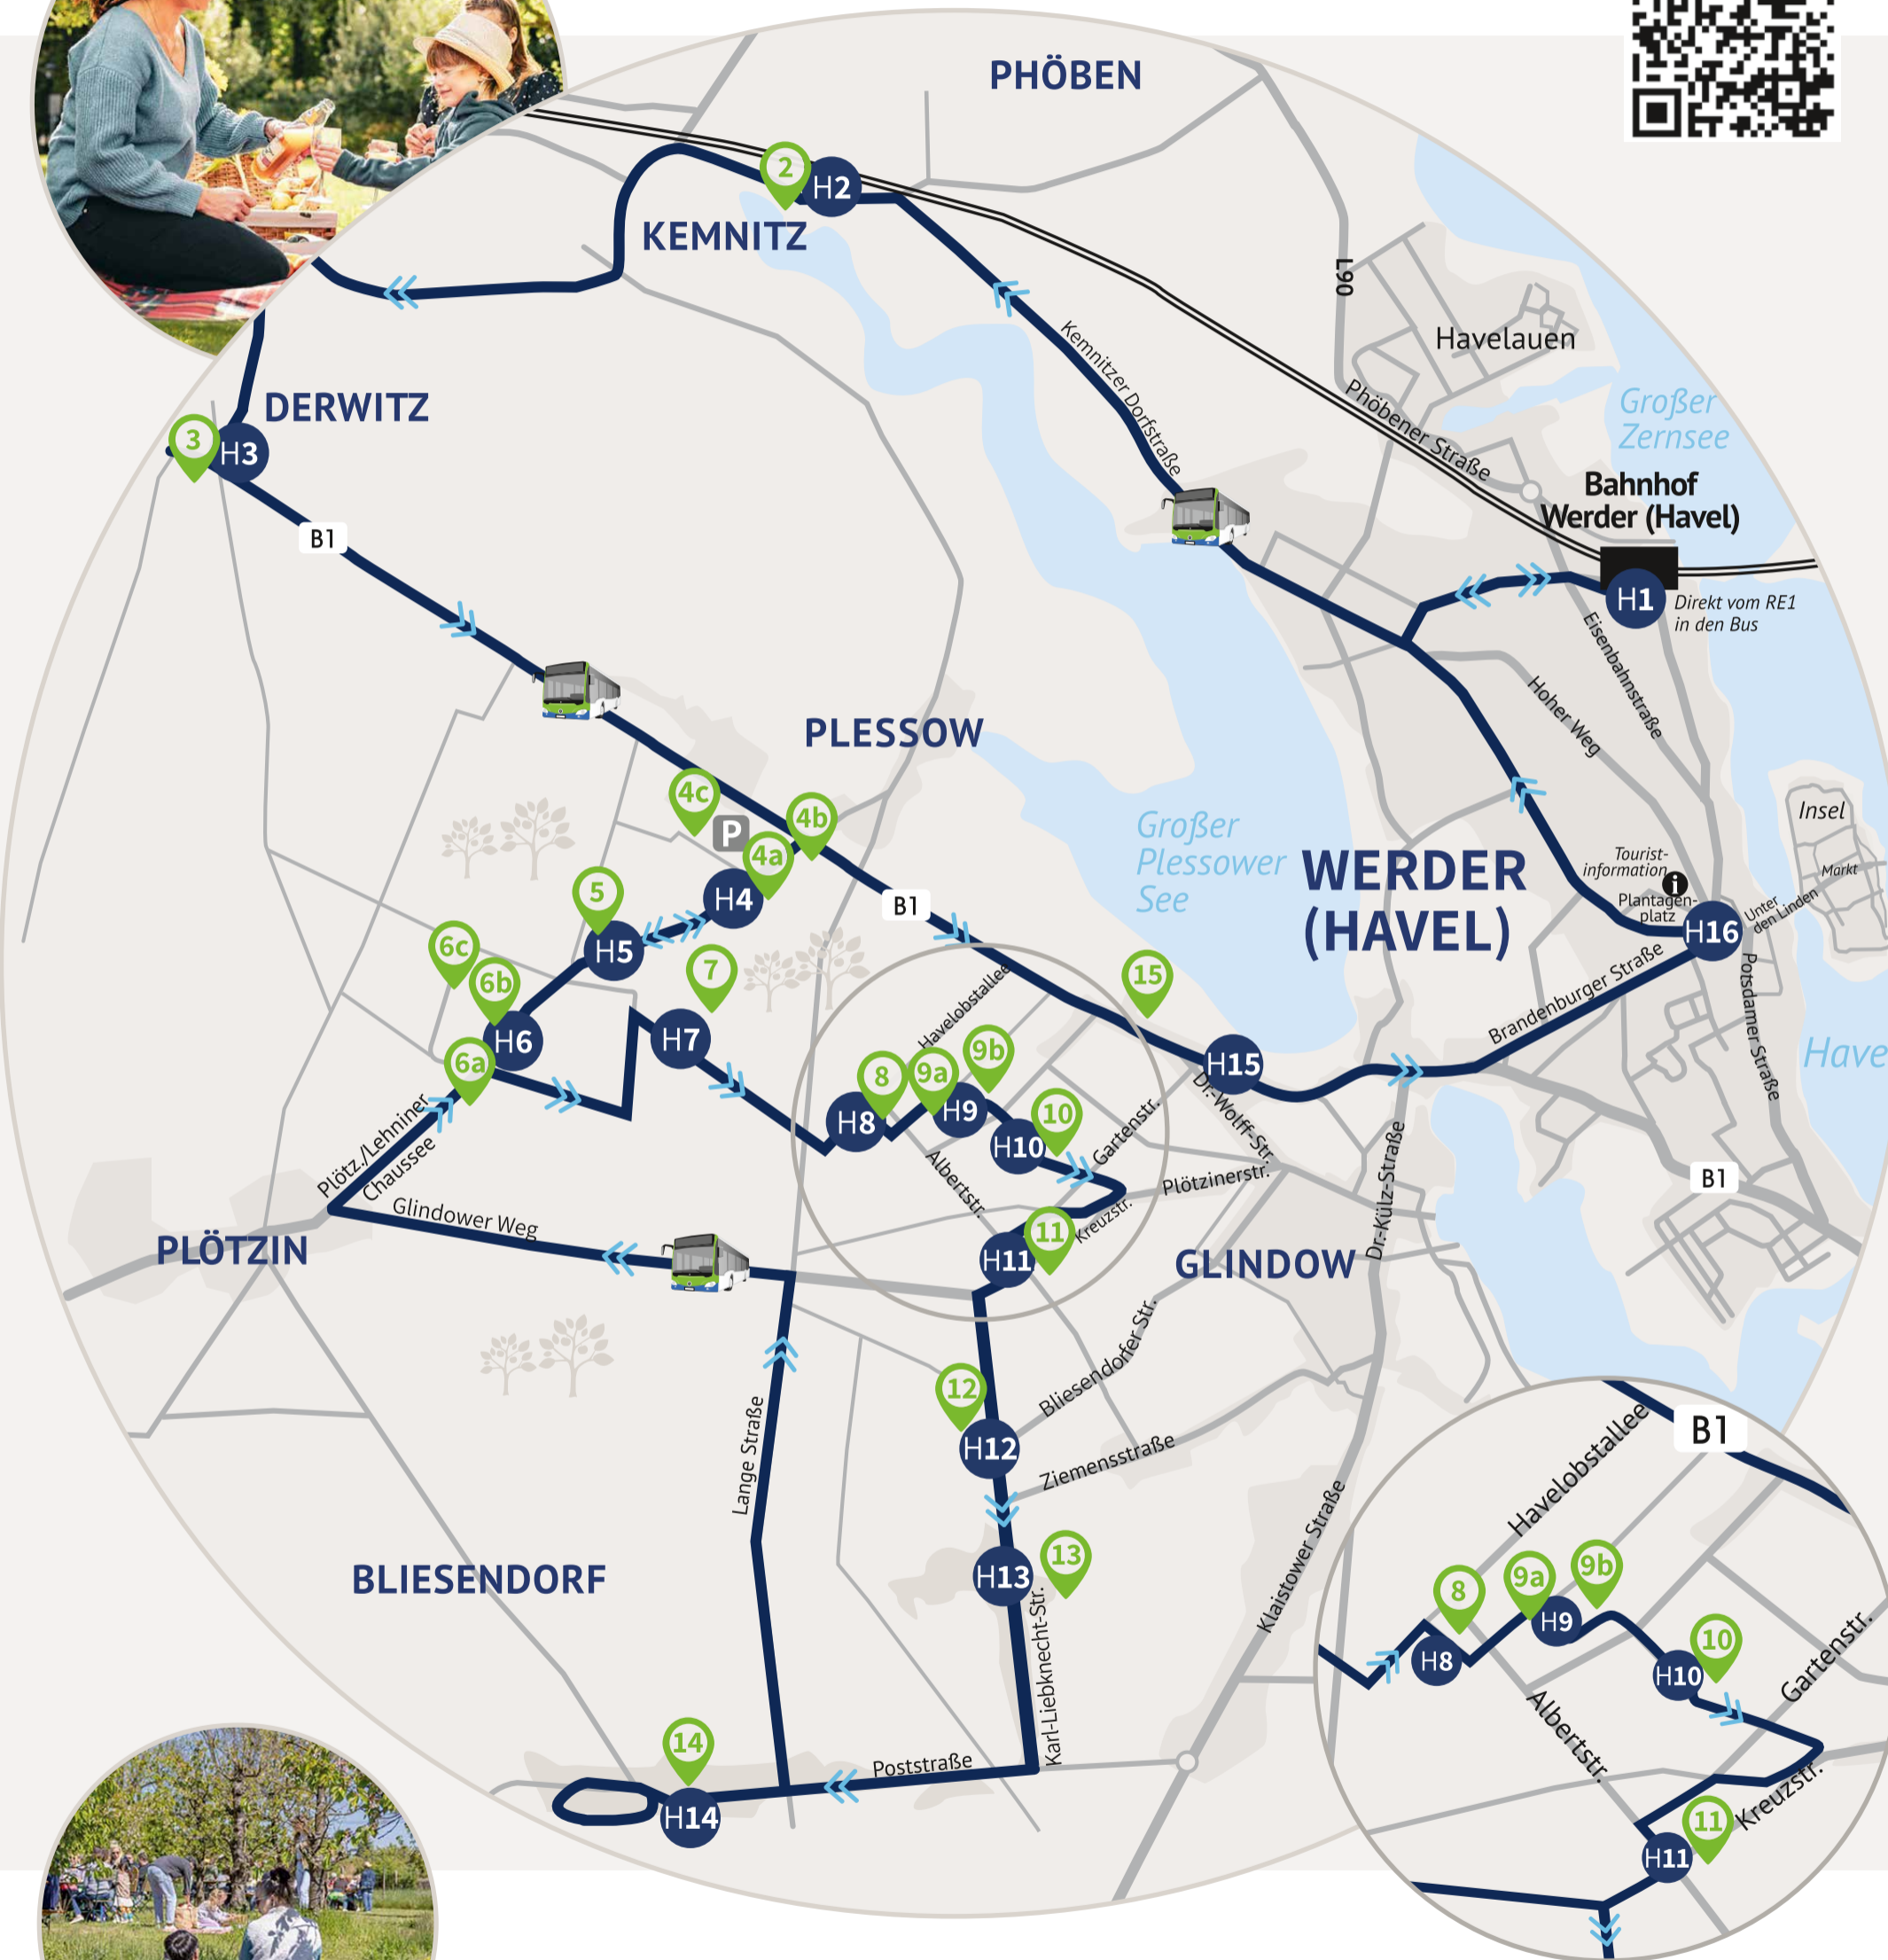 PHÖBEN
2
H2
KEMNITZ
L90
Havelauen
Kemnitzer Dorfstraße
Phöbener Straße
Großer
Zernsee
DERWITZ
3
H3
Bahnhof
Werder (Havel)
B1
H1
Direkt vom RE1
in den Bus
Eisenbahnstraße
Hoher Weg
PLESSOW
4c
P
4b
4a
Großer
Plessower
See
WERDER
(HAVEL)
Insel
Markt
Tourist-
information
i
Plantagen-
platz
Unter
den Linden
5
H4
B1
H16
H5
6c
6b
7
15
Havelobstallee
Brandenburger Straße
Potsdamer Straße
H6
H7
6a
8
9a
9b
H15
Have
H8
H9
10
H10
Gartenstr.
Dr.-Wolff-Str.
Plötz./Lehniner
Chaussee
Albertstr.
Plötzinerstr.
Dr.-Külz-Straße
B1
Glindower Weg
PLÖTZIN
11
H11
Kreuzstr.
GLINDOW
12
Bliesendorfer Str.
H12
Ziemensstraße
Lange Straße
Klaistower Straße
BLIESENDORF
H13
13
Karl-Liebknecht-Str.
14
Poststraße
H14
B1
Havelobstallee
8
9a
9b
H9
H8
10
H10
Gartenstr.
Albertstr.
11
Kreuzstr.
H11